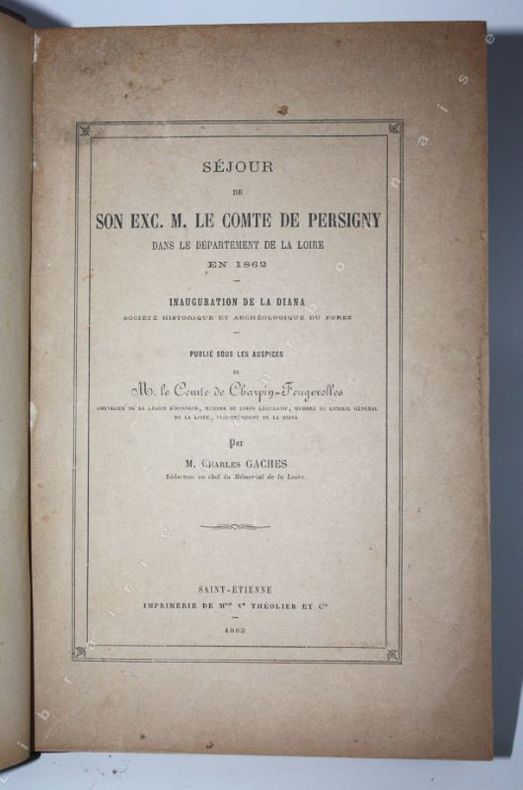 SÉJOUR
DE
SON EXC. M. LE COMTE DE PERSIGNY
DANS LE DÉPARTEMENT DE LA LOIRE
EN 1862
INAUGURATION DE LA DIANA
SOCIÉTÉ HISTORIQUE ET ARCHÉOLOGIQUE DU FOREZ
PUBLIÉ SOUS LES AUSPICES
DE
M. le Comte de Charpin-Feugerolles
CHEVALIER DE LA LÉGION D'HONNEUR, MEMBRE DU CORPS LÉGISLATIF, MEMBRE DU CONSEIL GÉNÉRAL
DE LA LOIRE, VICE-PRÉSIDENT DE LA DIANA
Par
M. CHARLES GACHES
Rédacteur en chef du Mémorial de la Loire.
SAINT-ÉTIENNE
IMPRIMERIE DE Mme Ve THÉOLIER ET Cie
1862